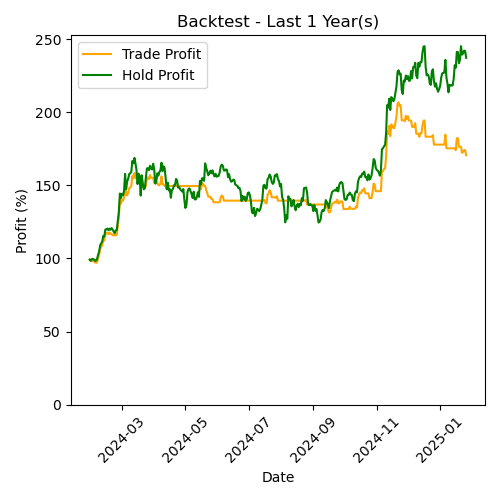 Backtest - Last 1 Year(s)
Trade Profit
Hold Profit
Profit (%)
250
200
150
100
50
0
2024-03
2024-05
2024-07
2024-09
2024-11
2025-01
Date